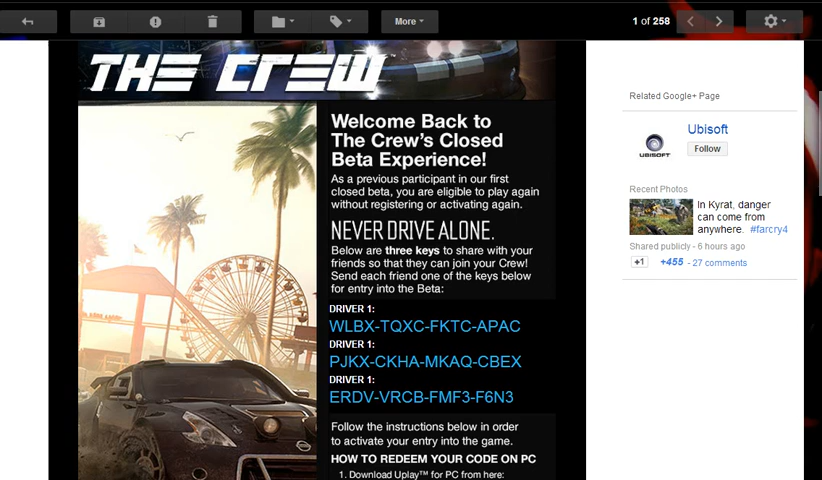 More
1 of 258
THE CREW
Welcome Back to
The Crew's Closed
Beta Experience!
As a previous participant in our first
closed beta, you are eligible to play again
without registering or activating again.
NEVER DRIVE ALONE.
Below are three keys to share with your
friends so that they can join your Crew!
Send each friend one of the keys below
for entry into the Beta:
DRIVER 1:
WLBX-TQXC-FKTC-APAC
DRIVER 1:
PJKX-CKHA-MKAQ-CBEX
DRIVER 1:
ERDV-VRCB-FMF3-F6N3
Follow the instructions below in order
to activate your entry into the game.
HOW TO REDEEM YOUR CODE ON PC
1. Download Uplay™ for PC from here:
Related Google+ Page
UBISOFT
Ubisoft
Follow
Recent Photos
In Kyrat, danger
can come from
anywhere. #farcry4
Shared publicly - 6 hours ago
+1 +455 - 27 comments